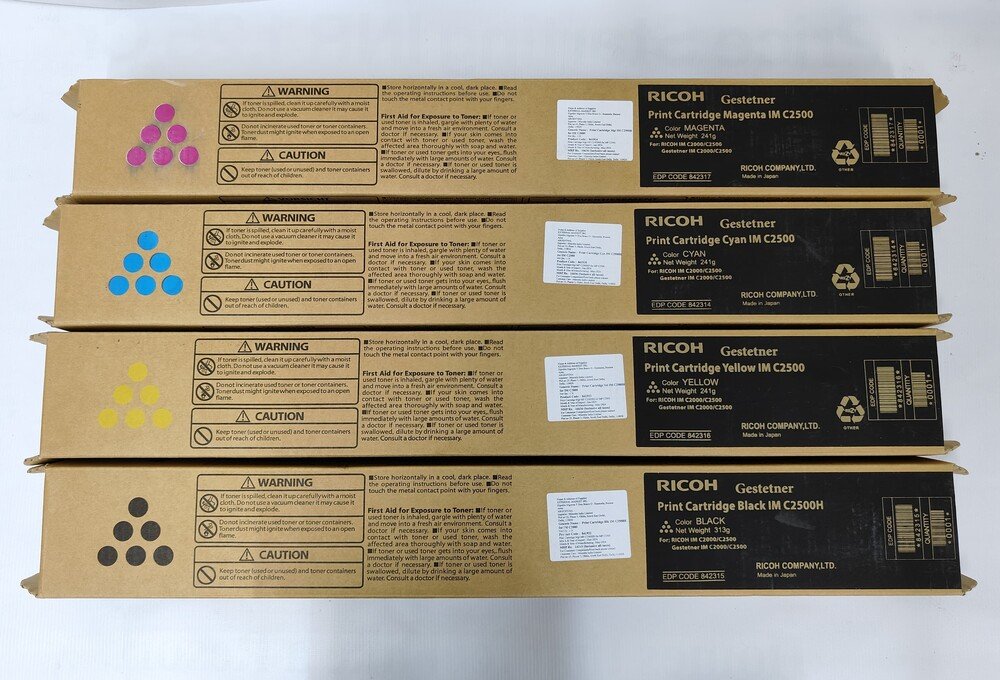 WARNING
If toner is spilled, clean it up carefully with a moist
cloth. Do not use a vacuum cleaner it may cause it
to ignite and explode.
Do not incinerate used toner or toner containers.
Toner dust might ignite when exposed to an open
flame.
CAUTION
Keep toner (used or unused) and toner containers
out of reach of children.
■Store horizontally in a cool, dark place. ■Read
the operating instructions before use. ■Do not
touch the metal contact point with your fingers.
First Aid for Exposure to Toner: ■If toner or
used toner is inhaled, gargle with plenty of water
and move into a fresh air environment. Consult a
doctor if necessary. ■If your skin comes into
contact with toner or used toner, wash the
affected area thoroughly with soap and water.
■If toner or used toner gets into your eyes, flush
immediately with large amounts of water. Consult
a doctor if necessary. ■If toner or used toner is
swallowed, dilute by drinking a large amount of
water. Consult a doctor if necessary.
RICOH Gestetner
Print Cartridge Magenta IM C2500
Color MAGENTA
Net Weight 241g
For: RICOH IM C2000/C2500
Gestetner IM C2000/C2500
RICOH COMPANY,LTD.
EDP CODE 842317 Made in Japan
OTHER
EDP CODE
*842317*
QUANTITY
*0001*
WARNING
If toner is spilled, clean it up carefully with a moist
cloth. Do not use a vacuum cleaner it may cause it
to ignite and explode.
Do not incinerate used toner or toner containers.
Toner dust might ignite when exposed to an open
flame.
CAUTION
Keep toner (used or unused) and toner containers
out of reach of children.
■Store horizontally in a cool, dark place. ■Read
the operating instructions before use. ■Do not
touch the metal contact point with your fingers.
First Aid for Exposure to Toner: ■If toner or
used toner is inhaled, gargle with plenty of water
and move into a fresh air environment. Consult a
doctor if necessary. ■If your skin comes into
contact with toner or used toner, wash the
affected area thoroughly with soap and water.
■If toner or used toner gets into your eyes, flush
immediately with large amounts of water. Consult
a doctor if necessary. ■If toner or used toner is
swallowed, dilute by drinking a large amount of
water. Consult a doctor if necessary.
RICOH Gestetner
Print Cartridge Cyan IM C2500
Color CYAN
Net Weight 241g
For: RICOH IM C2000/C2500
Gestetner IM C2000/C2500
RICOH COMPANY,LTD.
EDP CODE 842314 Made in Japan
OTHER
EDP CODE
*842314*
QUANTITY
*0001*
WARNING
If toner is spilled, clean it up carefully with a moist
cloth. Do not use a vacuum cleaner it may cause it
to ignite and explode.
Do not incinerate used toner or toner containers.
Toner dust might ignite when exposed to an open
flame.
CAUTION
Keep toner (used or unused) and toner containers
out of reach of children.
■Store horizontally in a cool, dark place. ■Read
the operating instructions before use. ■Do not
touch the metal contact point with your fingers.
First Aid for Exposure to Toner: ■If toner or
used toner is inhaled, gargle with plenty of water
and move into a fresh air environment. Consult a
doctor if necessary. ■If your skin comes into
contact with toner or used toner, wash the
affected area thoroughly with soap and water.
■If toner or used toner gets into your eyes, flush
immediately with large amounts of water. Consult
a doctor if necessary. ■If toner or used toner is
swallowed, dilute by drinking a large amount of
water. Consult a doctor if necessary.
RICOH Gestetner
Print Cartridge Yellow IM C2500
Color YELLOW
Net Weight 241g
For: RICOH IM C2000/C2500
Gestetner IM C2000/C2500
RICOH COMPANY,LTD.
EDP CODE 842316 Made in Japan
OTHER
EDP CODE
*842316*
QUANTITY
*0001*
WARNING
If toner is spilled, clean it up carefully with a moist
cloth. Do not use a vacuum cleaner it may cause it
to ignite and explode.
Do not incinerate used toner or toner containers.
Toner dust might ignite when exposed to an open
flame.
CAUTION
Keep toner (used or unused) and toner containers
out of reach of children.
■Store horizontally in a cool, dark place. ■Read
the operating instructions before use. ■Do not
touch the metal contact point with your fingers.
First Aid for Exposure to Toner: ■If toner or
used toner is inhaled, gargle with plenty of water
and move into a fresh air environment. Consult a
doctor if necessary. ■If your skin comes into
contact with toner or used toner, wash the
affected area thoroughly with soap and water.
■If toner or used toner gets into your eyes, flush
immediately with large amounts of water. Consult
a doctor if necessary. ■If toner or used toner is
swallowed, dilute by drinking a large amount of
water. Consult a doctor if necessary.
RICOH Gestetner
Print Cartridge Black IM C2500H
Color BLACK
Net Weight 313g
For: RICOH IM C2000/C2500
Gestetner IM C2000/C2500
RICOH COMPANY,LTD.
EDP CODE 842315 Made in Japan
EDP CODE
*842315*
QUANTITY
*0001*